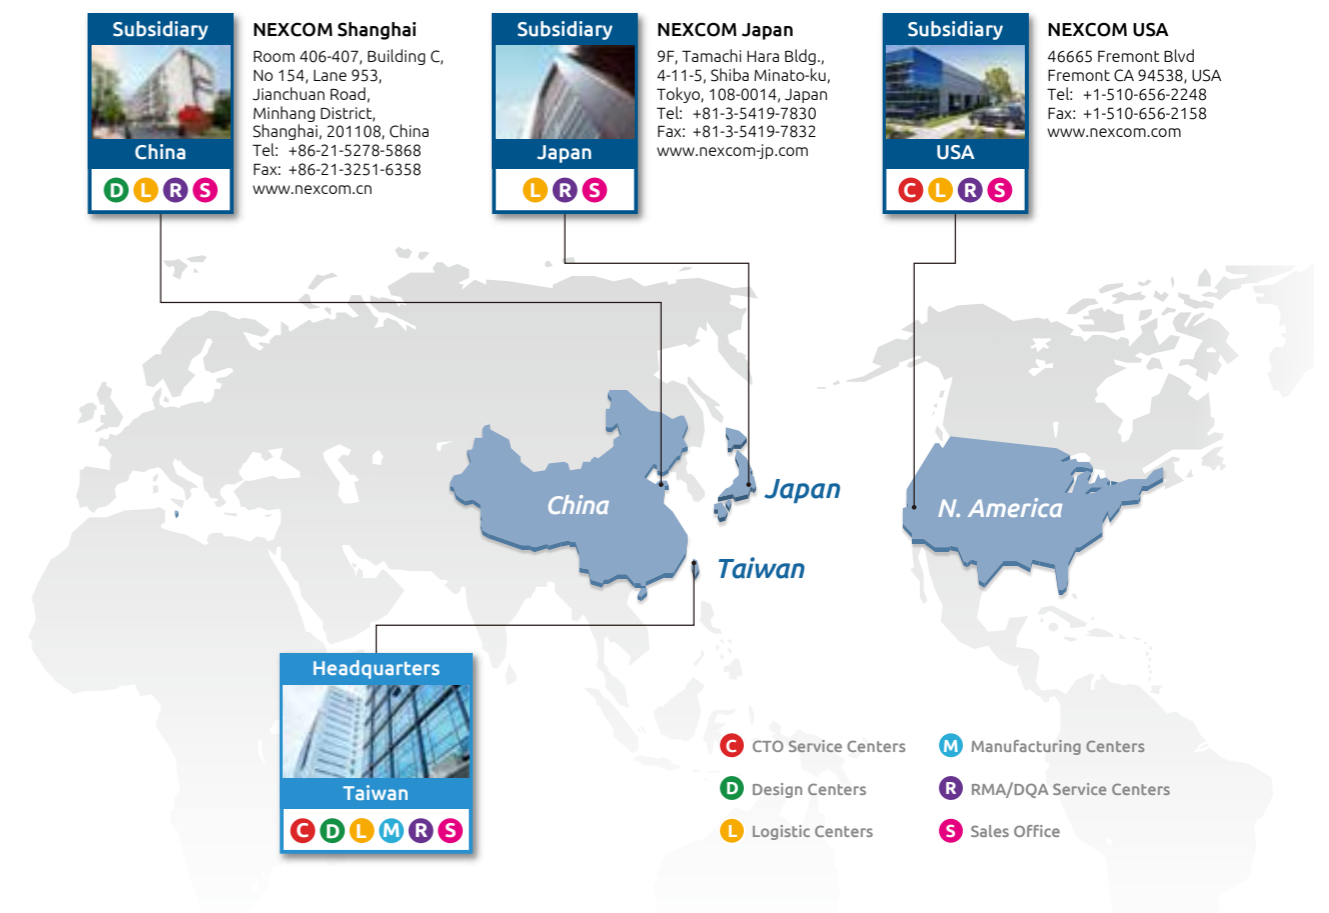 Subsidiary
China
D L R S
NEXCOM Shanghai
Room 406-407, Building C,
No 154, Lane 953,
Jianchuan Road,
Minhang District,
Shanghai, 201108, China
Tel: +86-21-5278-5868
Fax: +86-21-3251-6358
www.nexcom.cn
Subsidiary
Japan
L R S
NEXCOM Japan
9F, Tamachi Hara Bldg.,
4-11-5, Shiba Minato-ku,
Tokyo, 108-0014, Japan
Tel: +81-3-5419-7830
Fax: +81-3-5419-7832
www.nexcom-jp.com
Subsidiary
USA
C L R S
NEXCOM USA
46665 Fremont Blvd
Fremont CA 94538, USA
Tel: +1-510-656-2248
Fax: +1-510-656-2158
www.nexcom.com
China
Japan
N. America
Taiwan
Headquarters
Taiwan
C D L M R S
C CTO Service Centers
D Design Centers
L Logistic Centers
M Manufacturing Centers
R RMA/DQA Service Centers
S Sales Office